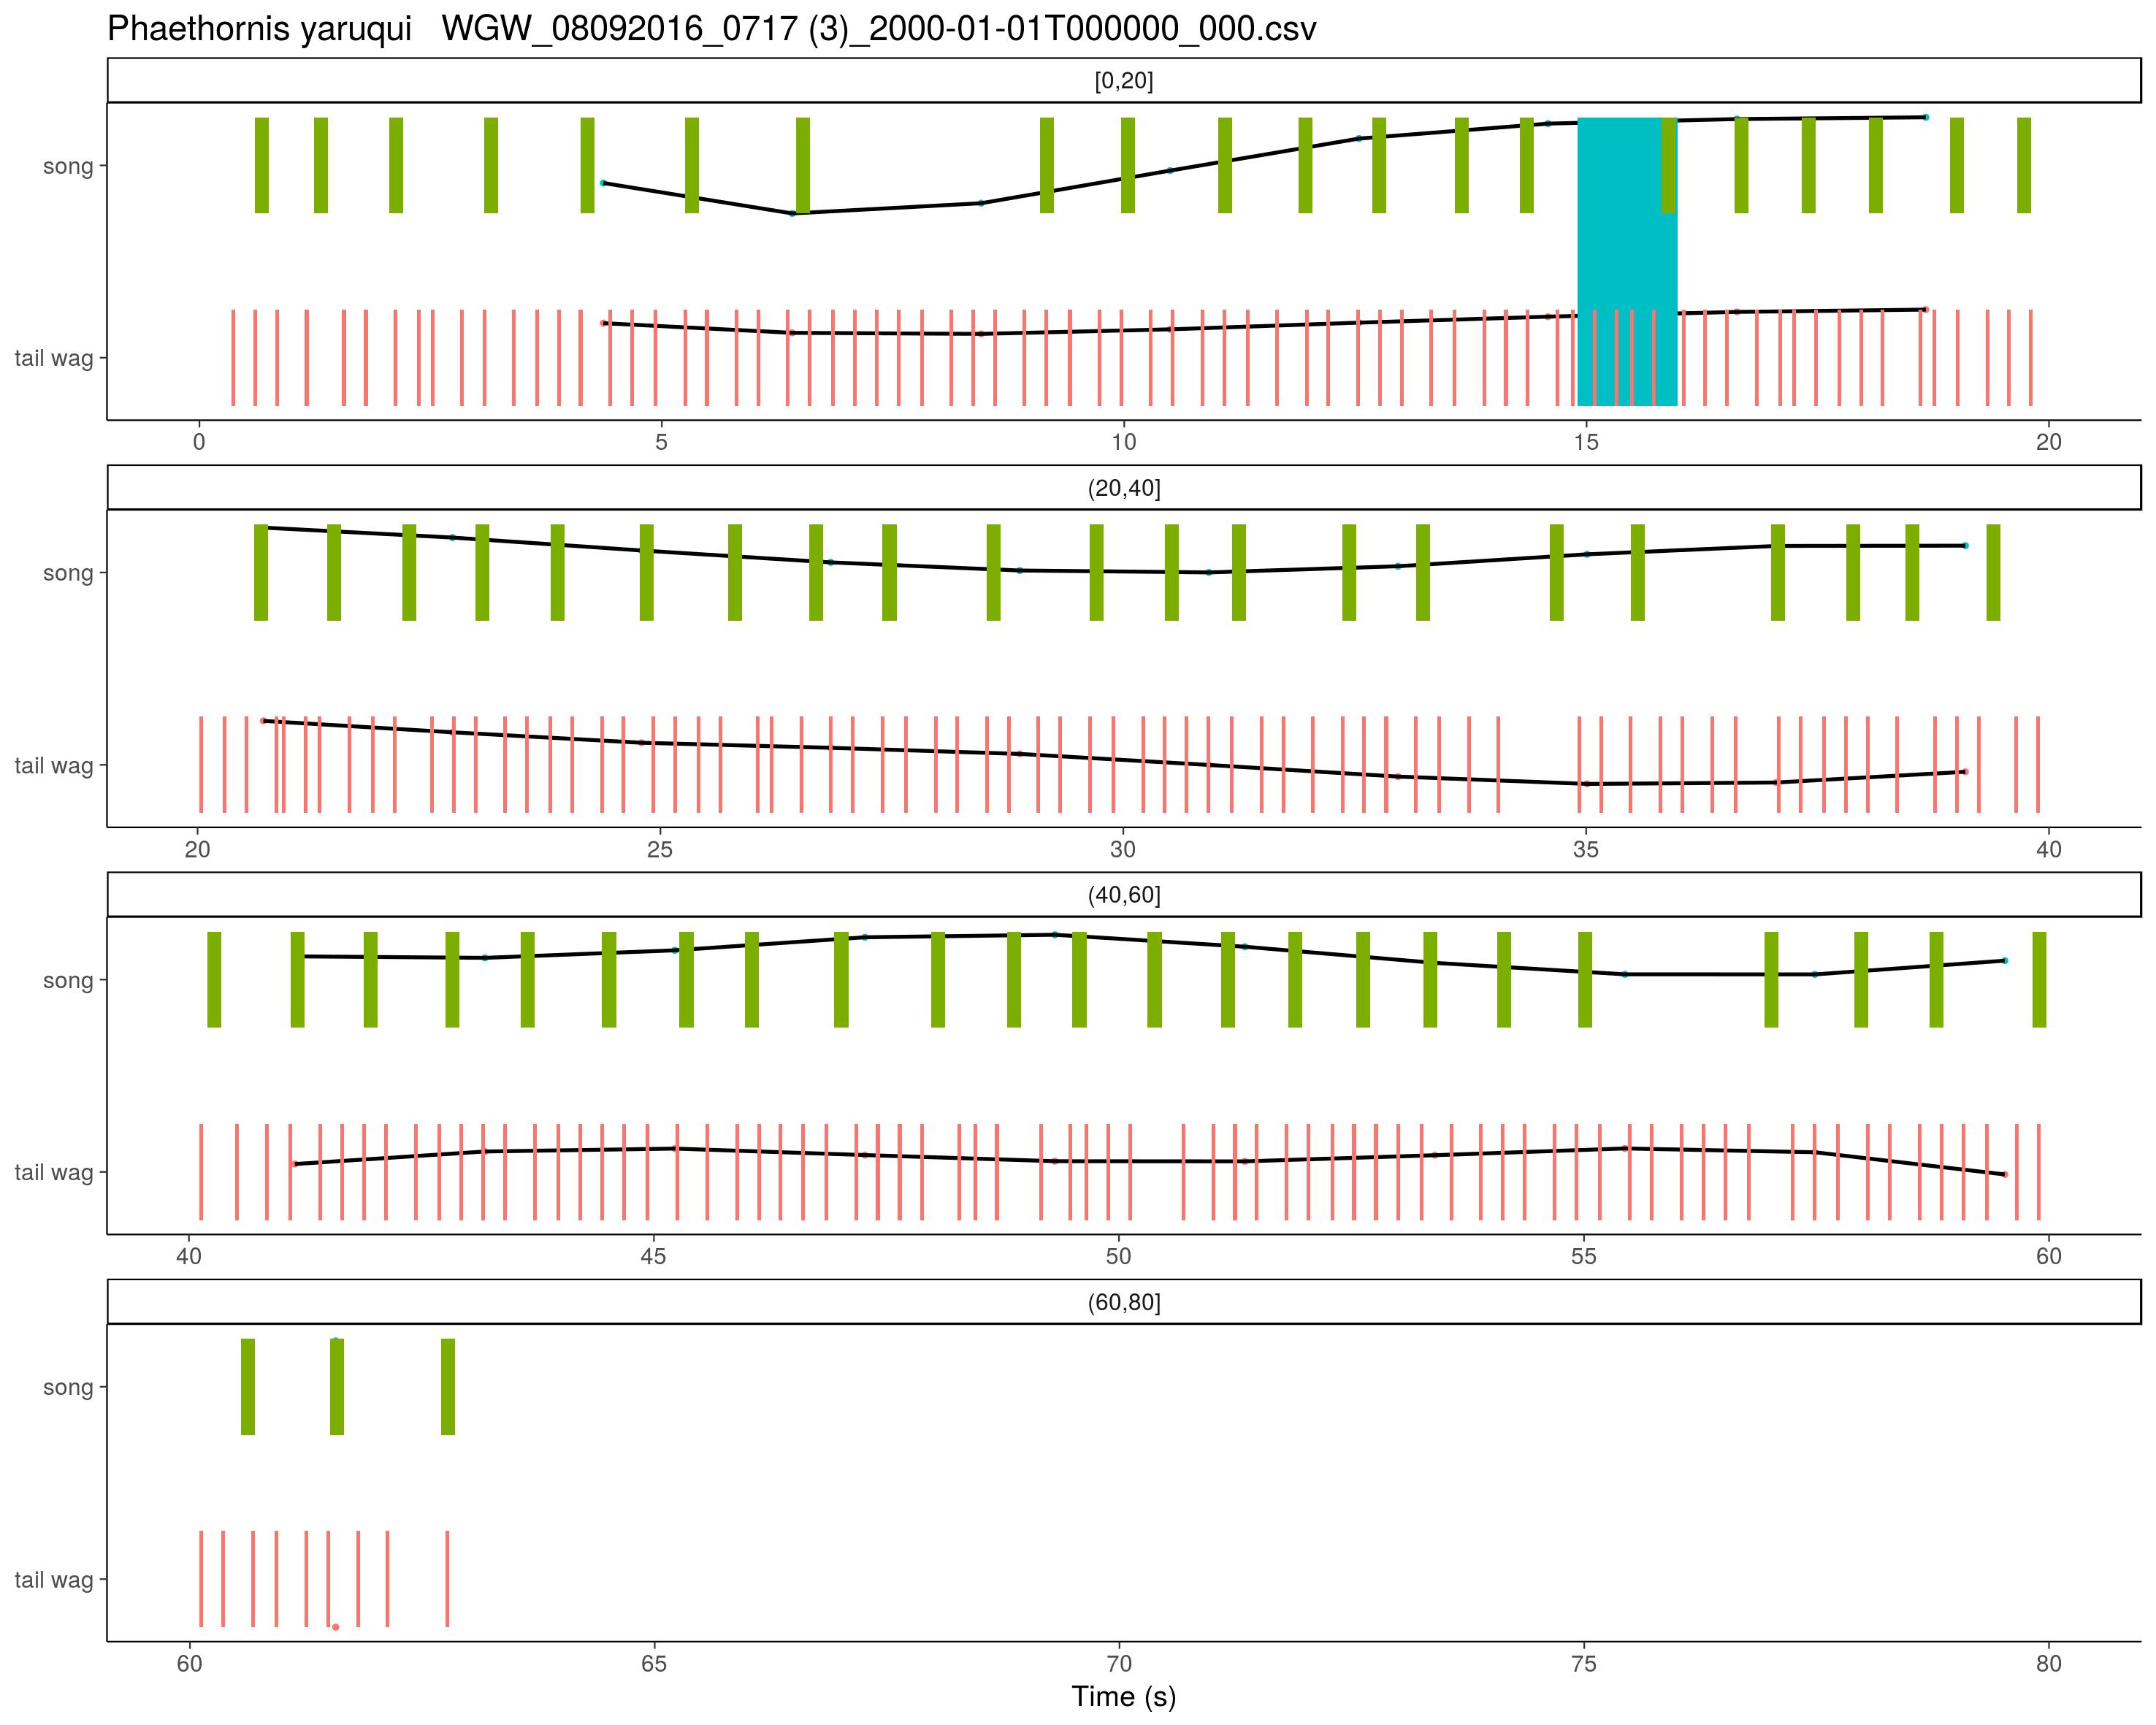 Phaethornis yaruqui   WGW_08092016_0717 (3)_2000-01-01T000000_000.csv
[0,20]
song
tail wag
0 5 10 15 20
(20,40]
song
tail wag
20 25 30 35 40
(40,60]
song
tail wag
40 45 50 55 60
(60,80]
song
tail wag
60 65 70 75 80
Time (s)